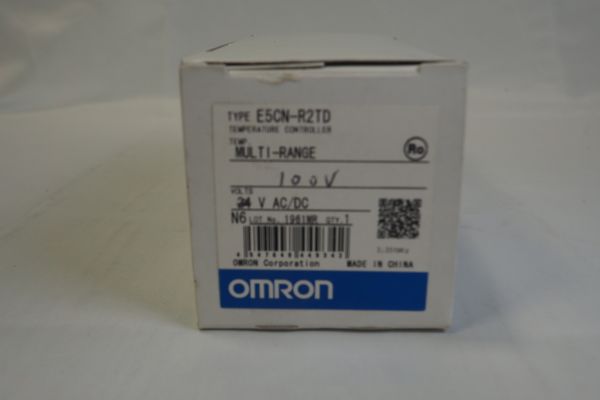 TYPE E5CN-R2TD
TEMPERATURE CONTROLLER
TEMP.
MULTI-RANGE
Ro
100V
VOLTS
24 V AC/DC
N6 LOT No. 1961MR QTY.1
OMRON Corporation MADE IN CHINA
OMRON